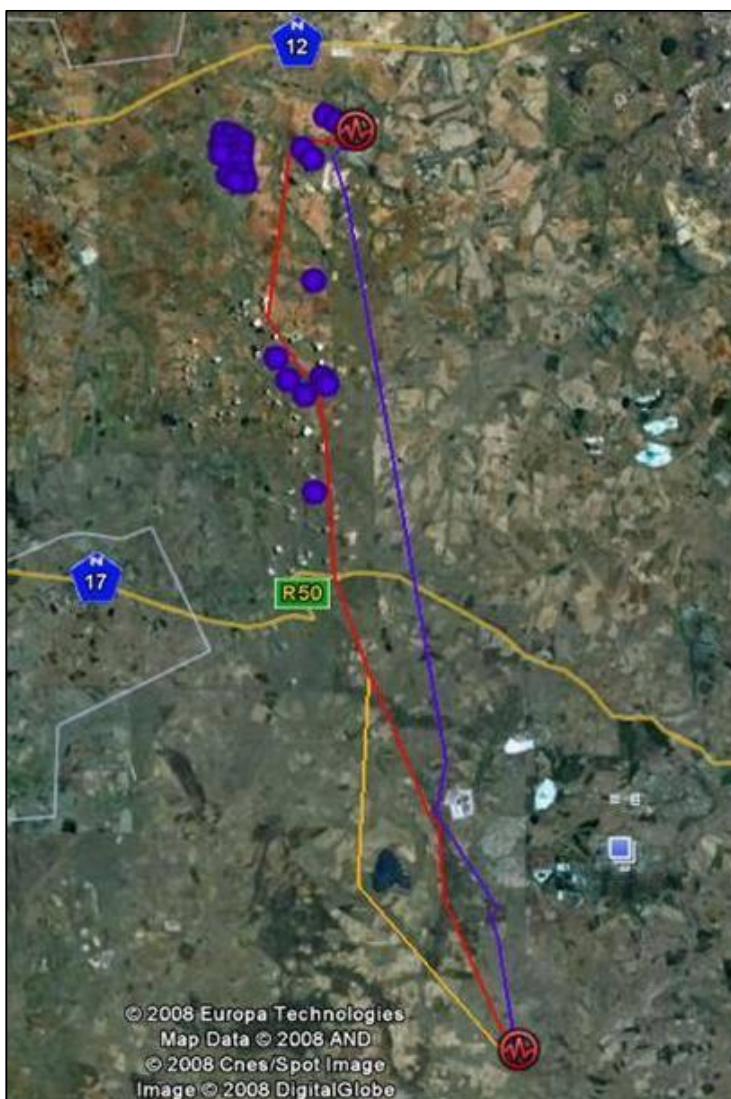 N
12
N
17
R50
© 2008 Europa Technologies
Map Data © 2008 AND
© 2008 Cnes/Spot Image
Image © 2008 DigitalGlobe